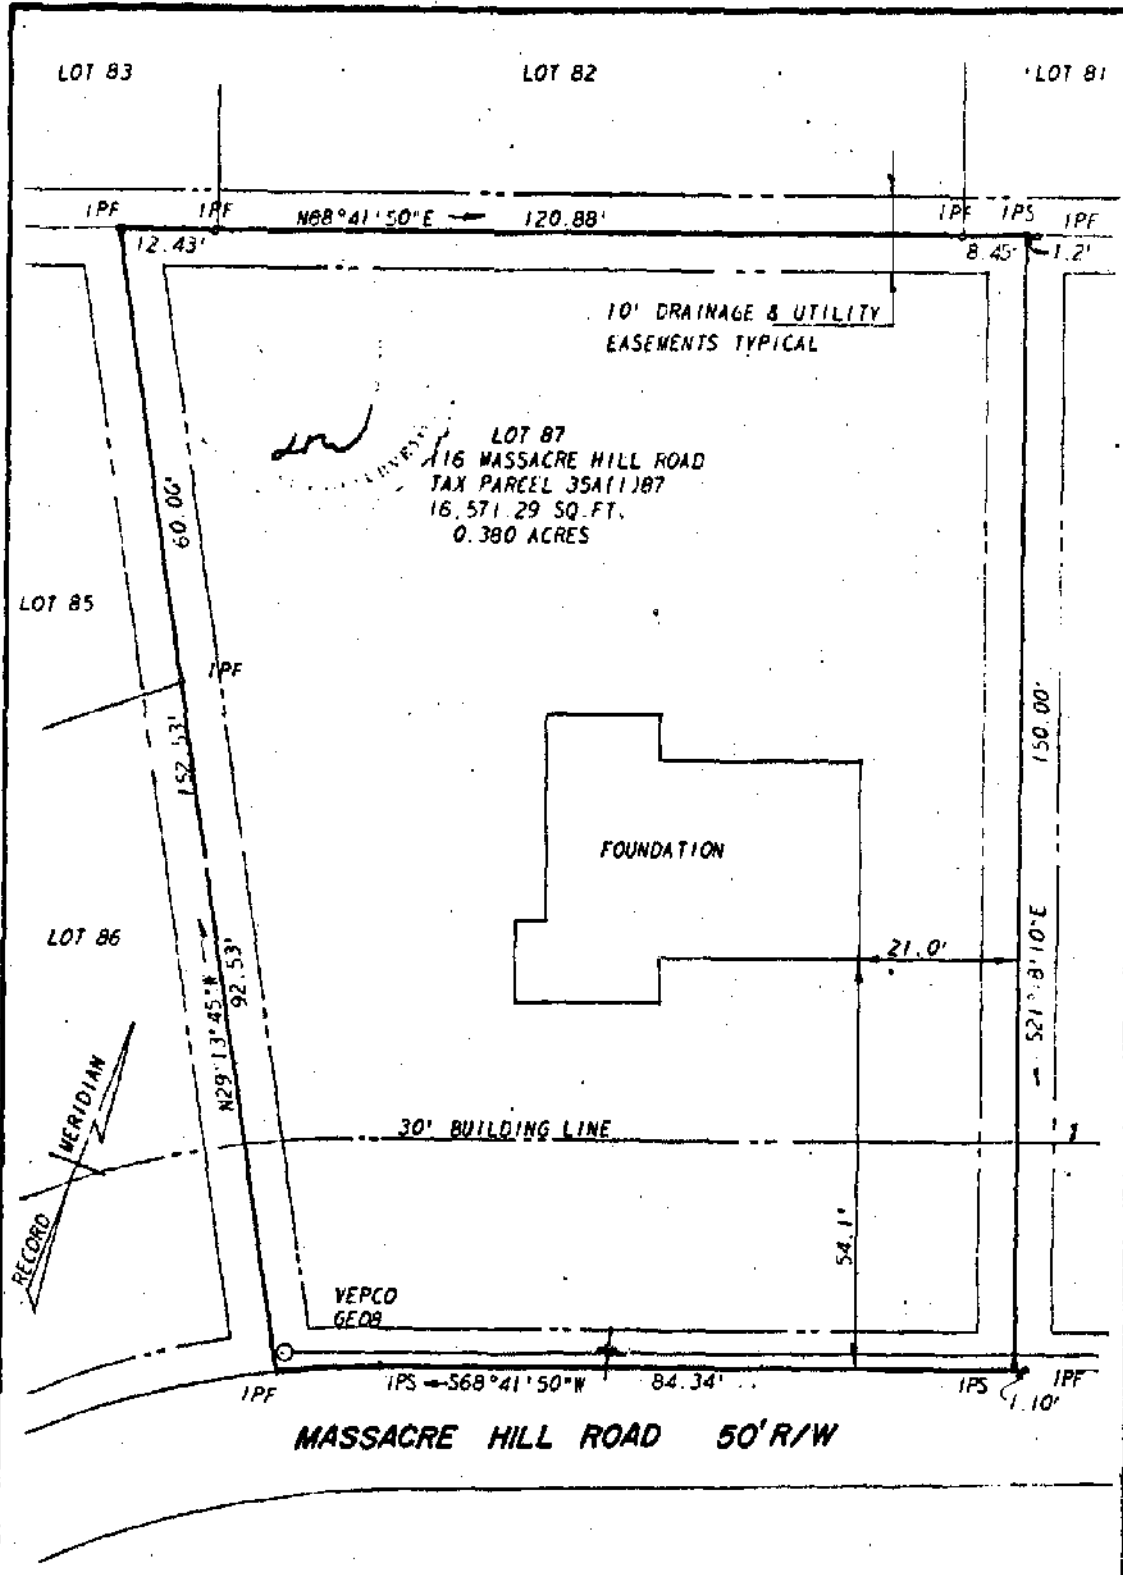 LOT 83
LOT 82
LOT 81
IPF
IPF
N68°41'50"E
120.88'
IPF
IPS
IPF
12.43'
8.45'
1.2'
10' DRAINAGE & UTILITY
EASEMENTS TYPICAL
LOT 87
116 MASSACRE HILL ROAD
TAX PARCEL 35A(1)87
16,571.29 SQ.FT.
0.380 ACRES
60.00'
LOT 85
IPF
152.53'
150.00'
FOUNDATION
LOT 86
92.53'
N29°13'45"W
21.0'
S21°18'10"E
RECORD MERIDIAN
30' BUILDING LINE
54.1'
VEPCO
IPF
IPS
S68°41'50"W
84.34'
IPS
IPF
1.10'
MASSACRE HILL ROAD 50' R/W